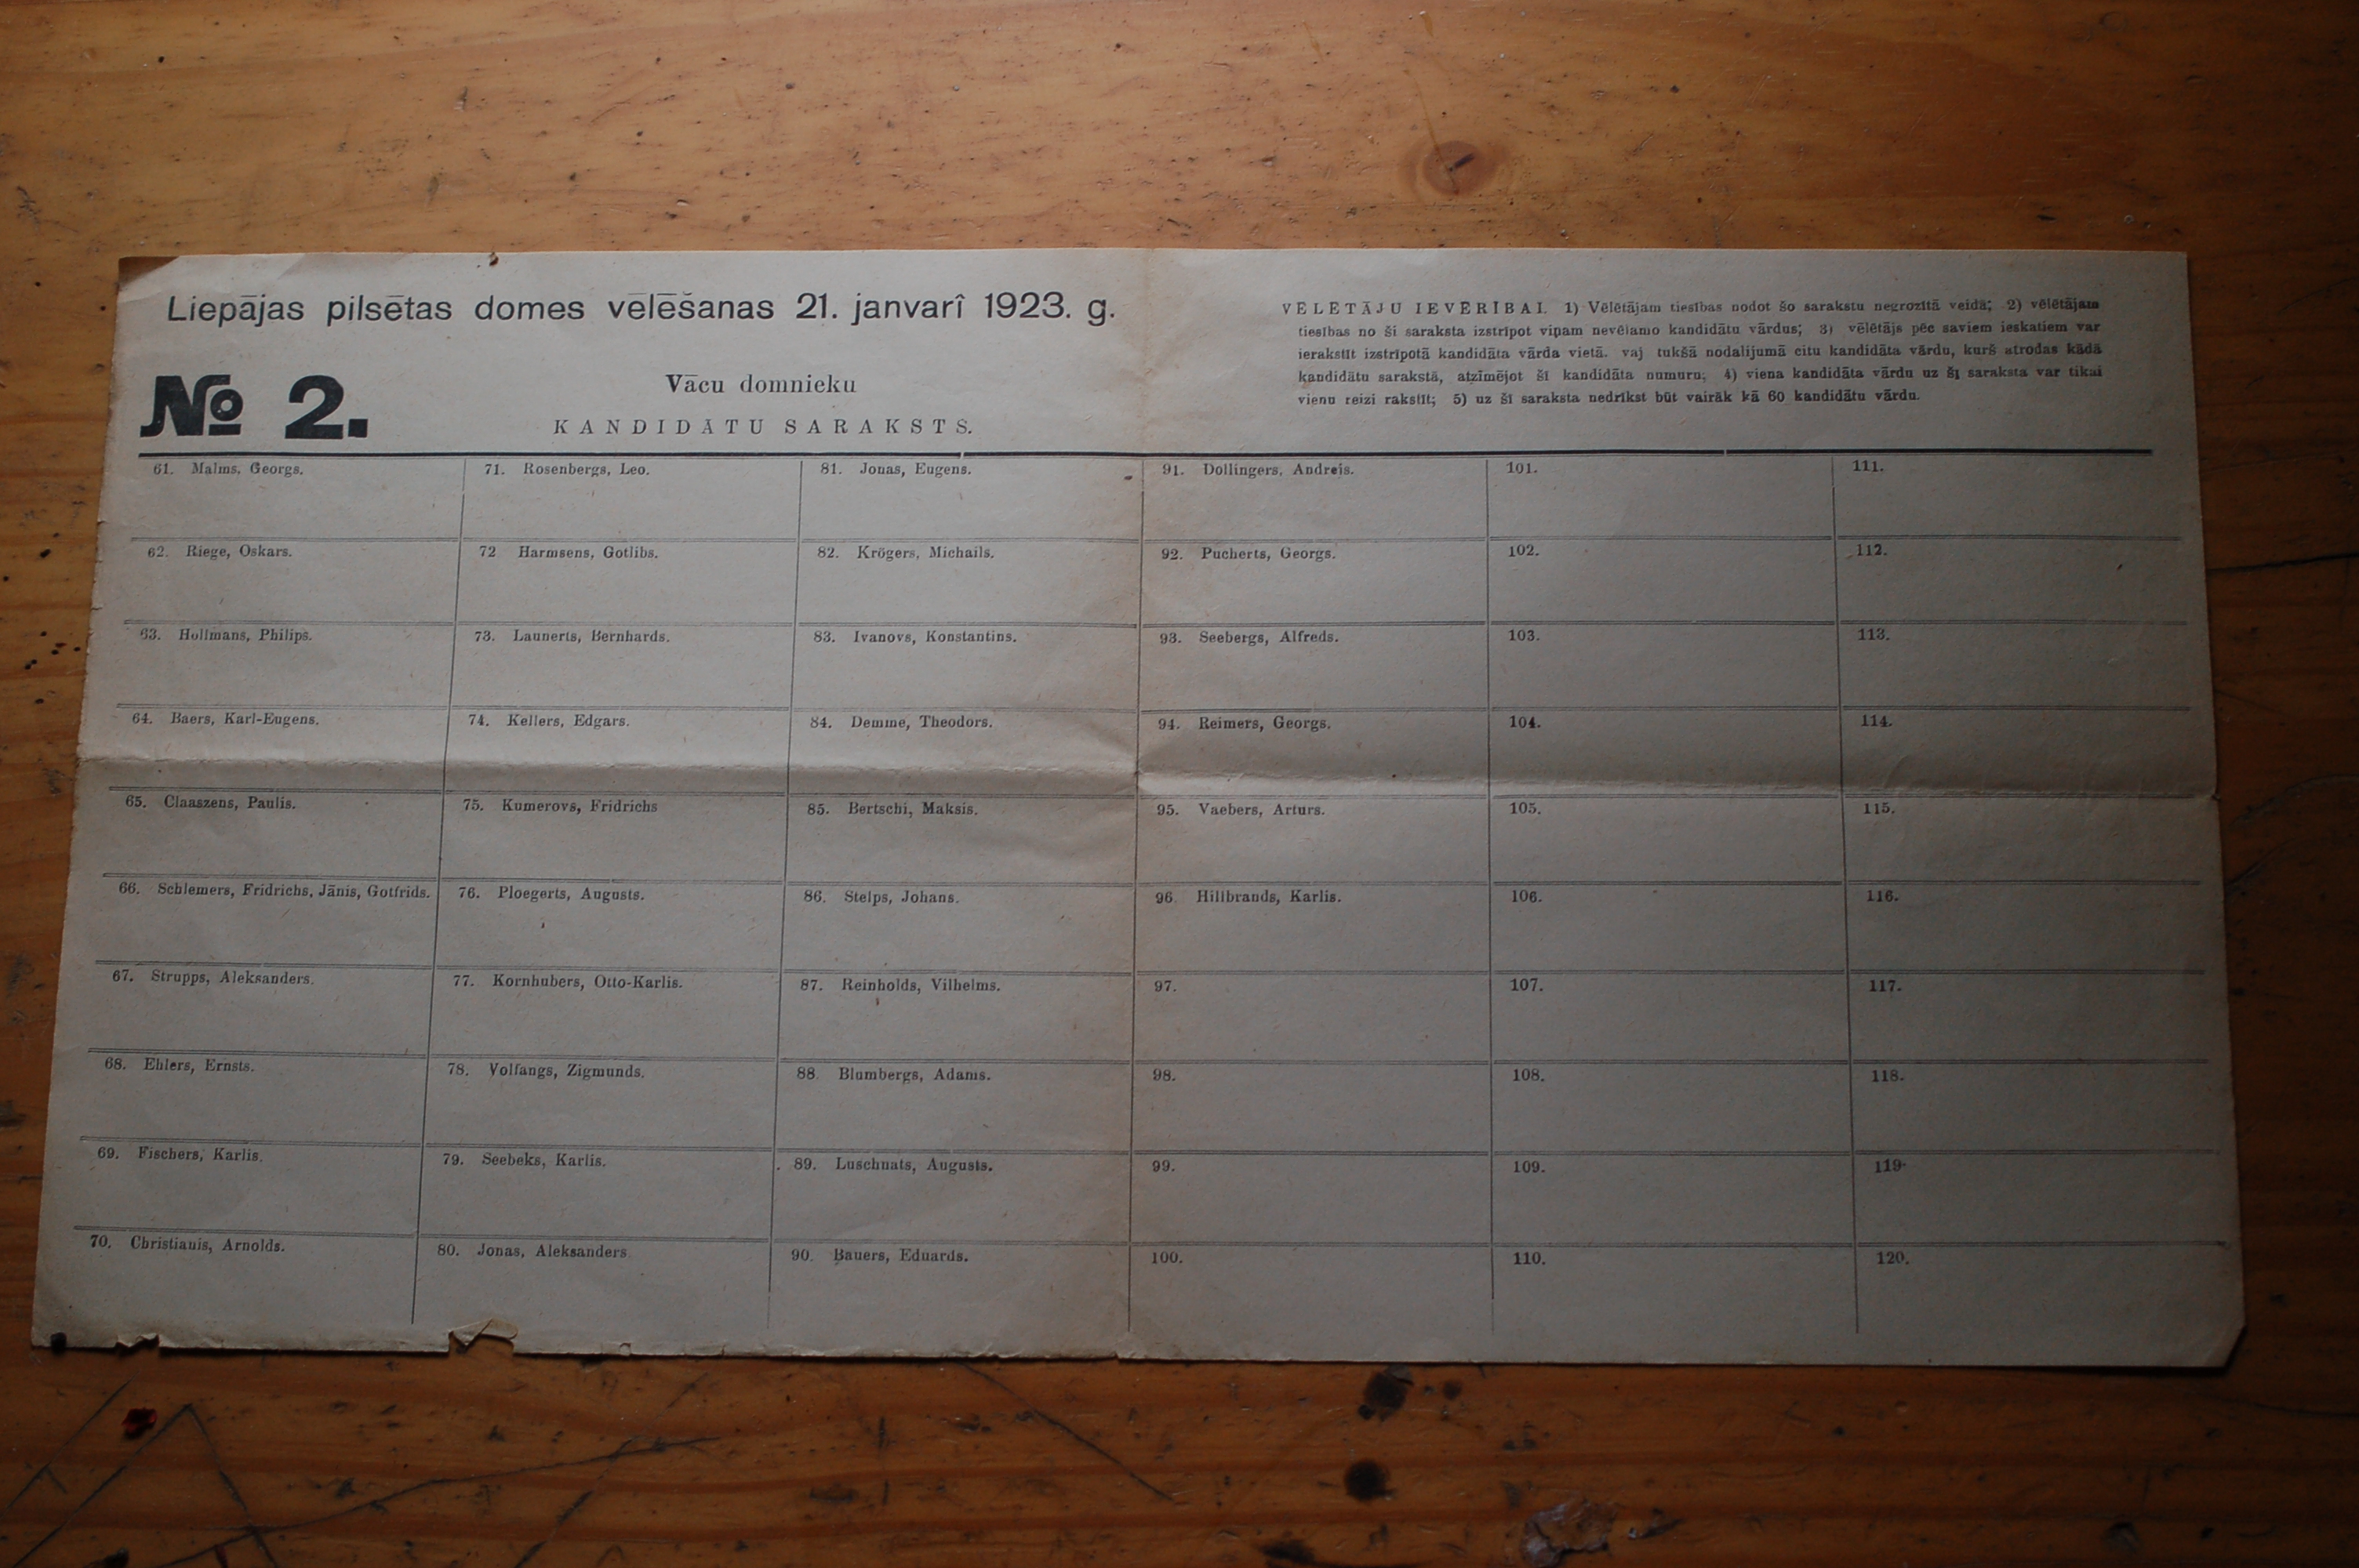 Liepājas pilsētas domes vēlēšanas 21. janvarî 1923. g.
№ 2.
Vācu domnieku
KANDIDĀTU SARAKSTS.
VĒLĒTĀJU IEVĒRĪBAI. 1) Vēlētājam tiesības nodot šo sarakstu negrozītā veidā; 2) vēlētājam
tiesības no šī saraksta izstrīpot viņam nevēlamo kandidātu vārdus; 3) vēlētājs pēc saviem ieskatiem var
ierakstīt izstrīpotā kandidāta vārda vietā. vaj tukšā nodalijumā citu kandidāta vārdu, kurš atrodas kādā
kandidātu sarakstā, atzīmējot šī kandidāta numuru; 4) viena kandidāta vārdu uz šī saraksta var tikai
vienu reizi rakstīt; 5) uz šī saraksta nedrīkst būt vairāk kā 60 kandidātu vārdu.
61. Malms, Georgs.
62. Riege, Oskars.
63. Hollmans, Philips.
64. Baers, Karl-Eugens.
65. Claaszens, Paulis.
66. Schlemers, Fridrichs, Jānis, Gotfrids.
67. Strupps, Aleksanders.
68. Ehlers, Ernsts.
69. Fischers, Karlis.
70. Christianis, Arnolds.
71. Rosenbergs, Leo.
72 Harmsens, Gotlibs.
73. Launerts, Bernhards.
74. Kellers, Edgars.
75. Kumerovs, Fridrichs
76. Ploegerts, Augusts.
77. Kornhubers, Otto-Karlis.
78. Volfangs, Zigmunds.
79. Seebeks, Karlis.
80. Jonas, Aleksanders
81. Jonas, Eugens.
82. Krögers, Michails.
83. Ivanovs, Konstantins.
84. Demme, Theodors.
85. Bertschi, Maksis.
86. Stelps, Johans.
87. Reinholds, Vilhelms.
88 Blumbergs, Adams.
89. Luschnats, Augusts.
90. Bauers, Eduards.
91. Dollingers, Andrejs.
92. Pucherts, Georgs.
93. Seebergs, Alfreds.
94. Reimers, Georgs.
95. Vaebers, Arturs.
96 Hillbrands, Karlis.
97.
98.
99.
100.
101.
102.
103.
104.
105.
106.
107.
108.
109.
110.
111.
112.
113.
114.
115.
116.
117.
118.
119.
120.